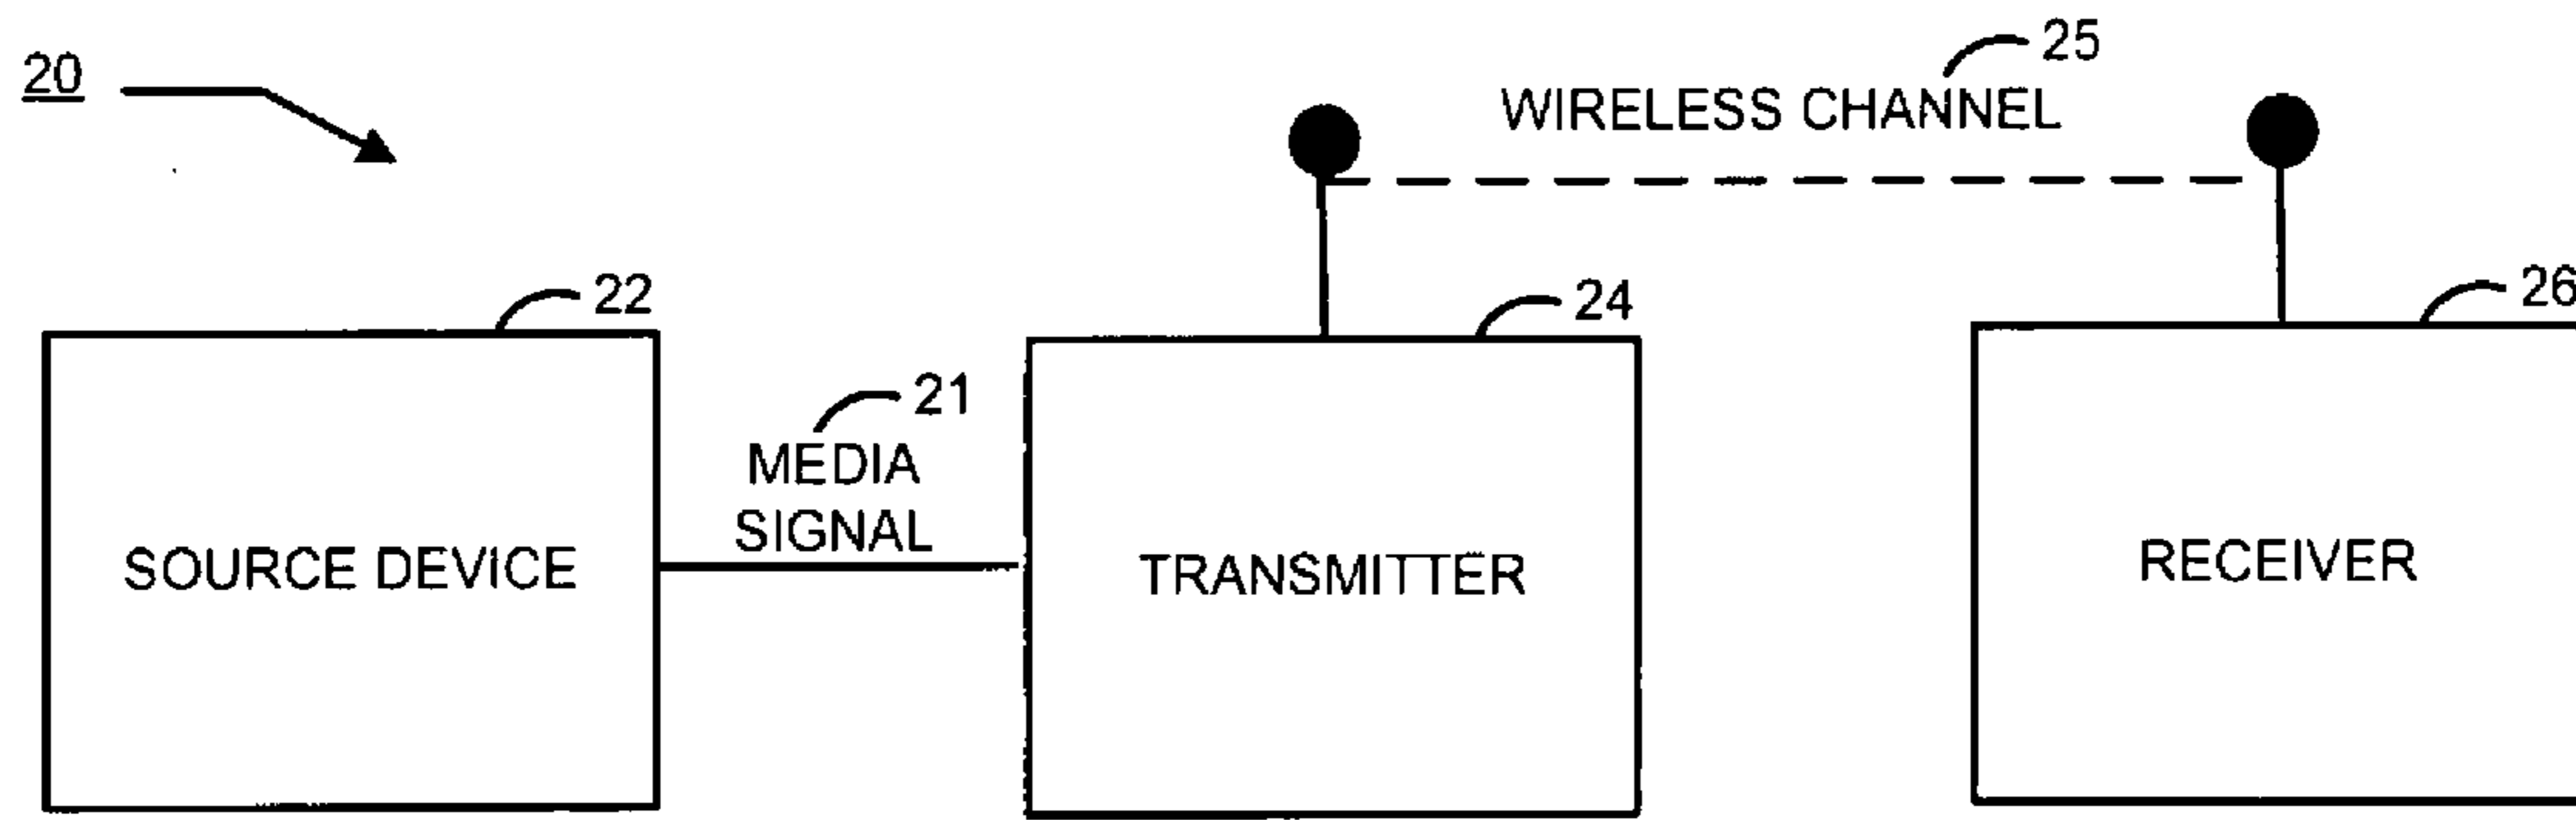 20
25
WIRELESS CHANNEL
22
24
26
21
MEDIA
SIGNAL
SOURCE DEVICE
TRANSMITTER
RECEIVER